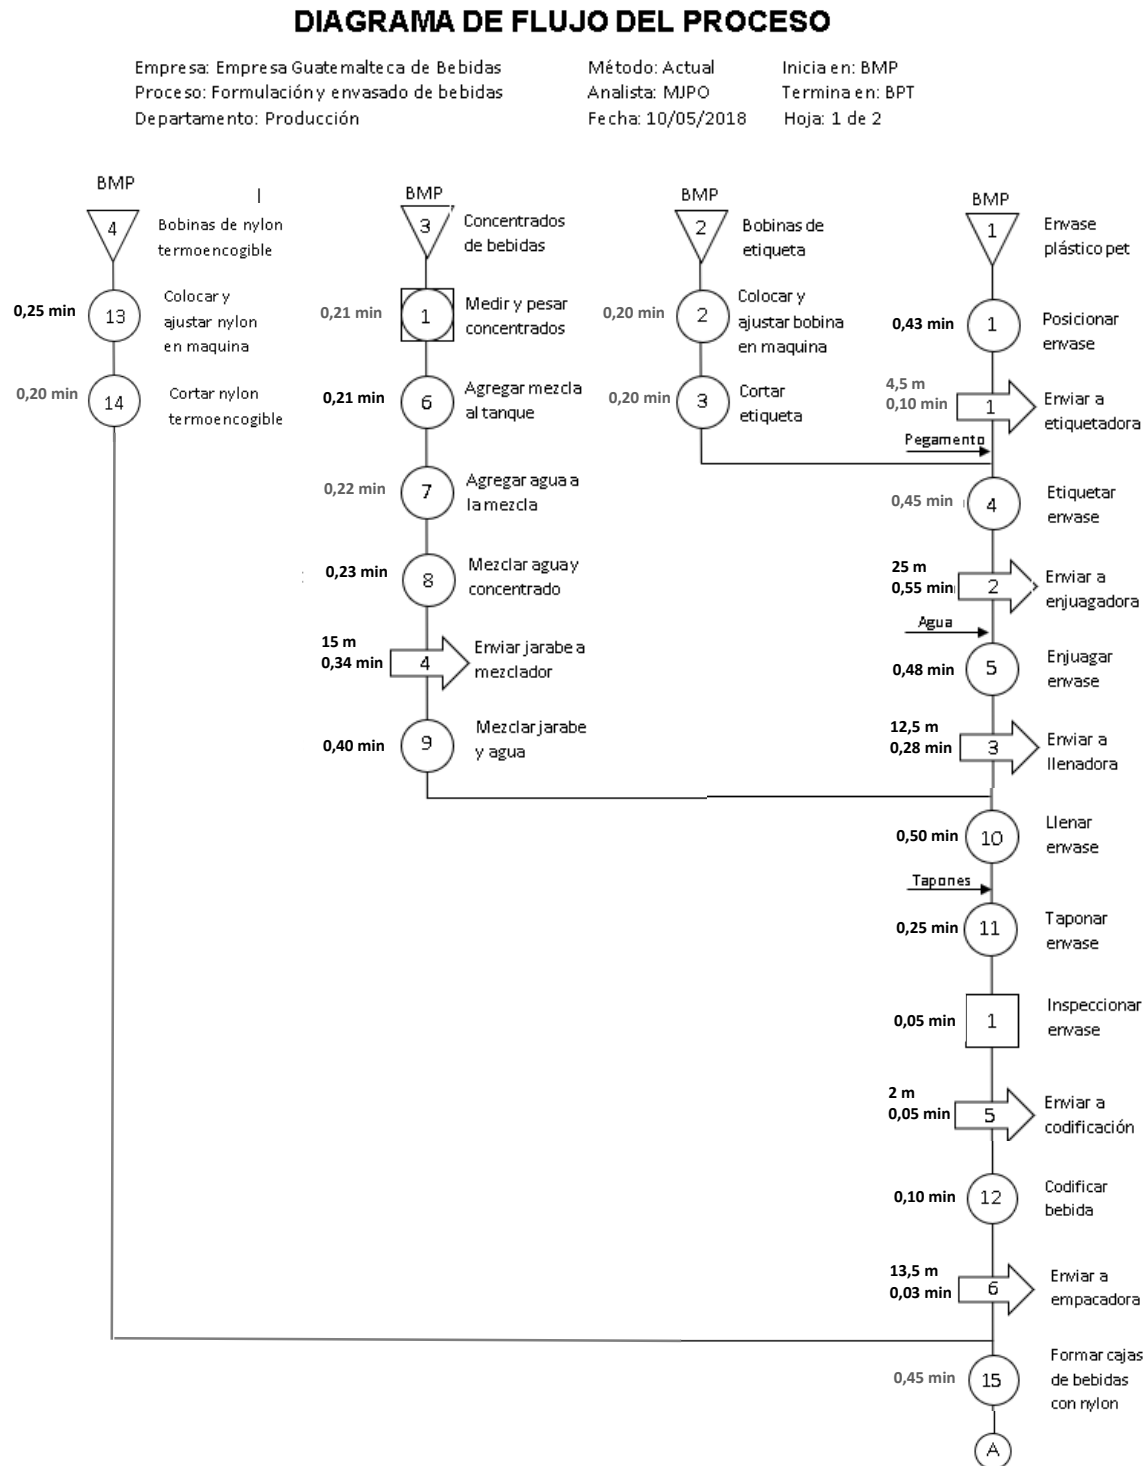 DIAGRAMA DE FLUJO DEL PROCESO
Empresa: Empresa Guatemalteca de Bebidas
Proceso: Formulación y envasado de bebidas
Departamento: Producción
Método: Actual
Analista: MJPO
Fecha: 10/05/2018
Inicia en: BMP
Termina en: BPT
Hoja: 1 de 2
BMP
4
Bobinas de nylon
termoencogible
0,25 min
13
Colocar y
ajustar nylon
en maquina
0,20 min
14
Cortar nylon
termoencogible
BMP
3
Concentrados
de bebidas
0,21 min
1
Medir y pesar
concentrados
0,21 min
6
Agregar mezcla
al tanque
0,22 min
7
Agregar agua a
la mezcla
0,23 min
8
Mezclar agua y
concentrado
15 m
0,34 min
4
Enviar jarabe a
mezclador
0,40 min
9
Mezclar jarabe
y agua
BMP
2
Bobinas de
etiqueta
0,20 min
2
Colocar y
ajustar bobina
en maquina
0,20 min
3
Cortar
etiqueta
BMP
1
Envase
plástico pet
0,43 min
1
Posicionar
envase
4,5 m
0,10 min
1
Enviar a
etiquetadora
Pegamento
0,45 min
4
Etiquetar
envase
25 m
0,55 min
2
Enviar a
enjuagadora
Agua
0,48 min
5
Enjuagar
envase
12,5 m
0,28 min
3
Enviar a
llenadora
0,50 min
10
Llenar
envase
Tapones
0,25 min
11
Taponar
envase
0,05 min
1
Inspeccionar
envase
2 m
0,05 min
5
Enviar a
codificación
0,10 min
12
Codificar
bebida
13,5 m
0,03 min
6
Enviar a
empacadora
0,45 min
15
Formar cajas
de bebidas
con nylon
A